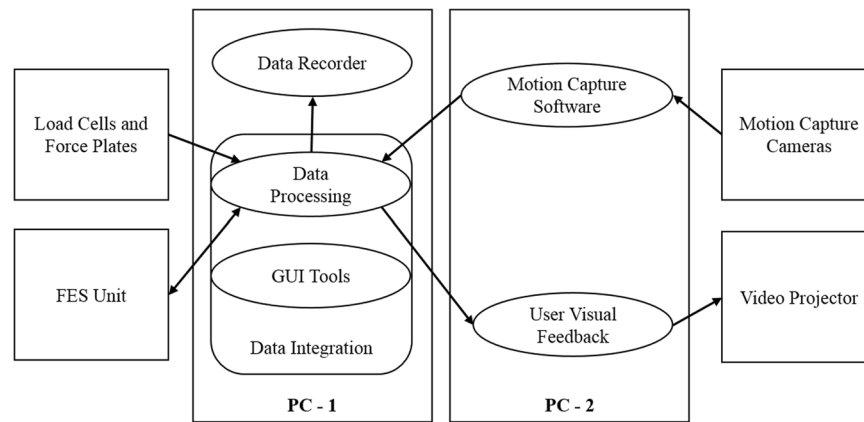 Load Cells and
Force Plates
FES Unit
Data Recorder
Data
Processing
GUI Tools
Data Integration
PC - 1
Motion Capture
Software
User Visual
Feedback
PC - 2
Motion Capture
Cameras
Video Projector